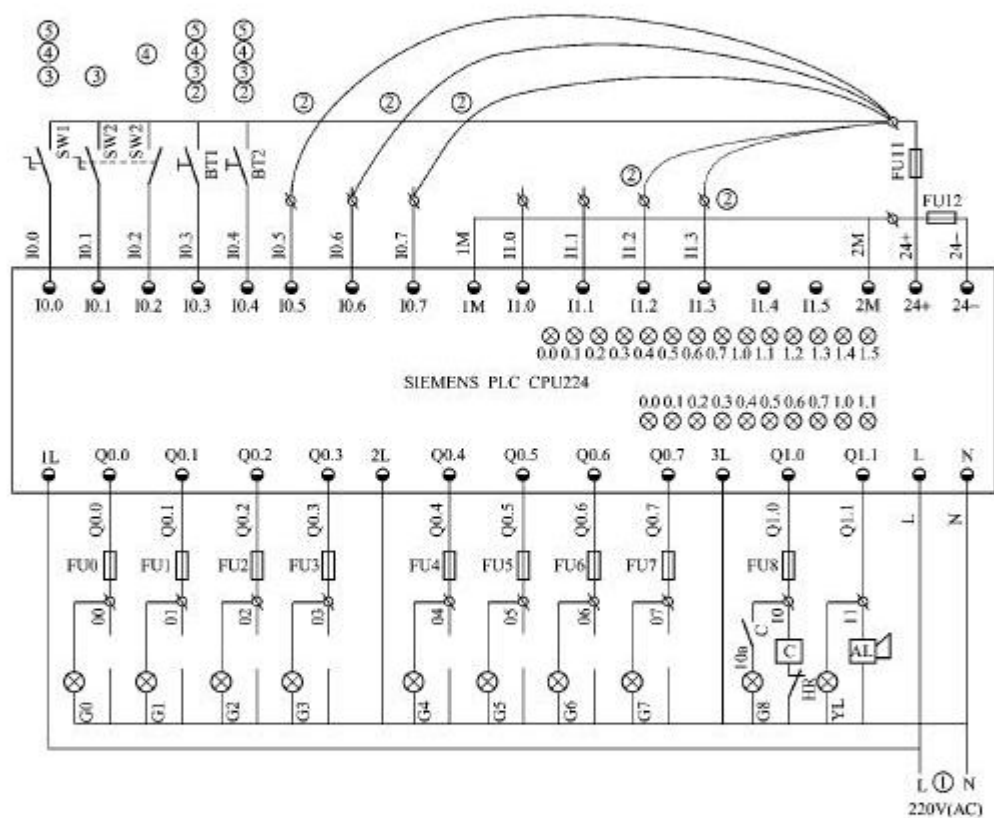 ⑤ ⑤ ⑤
④ ④ ④ ④
③ ③ ③ ③
② ②
② ② ②
SW1 SW2 SW2 BT1 BT2
FU11
② ②
FU12
I0.0 I0.1 I0.2 I0.3 I0.4 I0.5 I0.6 I0.7 1M I1.0 I1.1 I1.2 I1.3 2M 24+ 24−
I0.0 I0.1 I0.2 I0.3 I0.4 I0.5 I0.6 I0.7 1M I1.0 I1.1 I1.2 I1.3 I1.4 I1.5 2M 24+ 24−
0.0 0.1 0.2 0.3 0.4 0.5 0.6 0.7 1.0 1.1 1.2 1.3 1.4 1.5
SIEMENS PLC CPU224
0.0 0.1 0.2 0.3 0.4 0.5 0.6 0.7 1.0 1.1
1L Q0.0 Q0.1 Q0.2 Q0.3 2L Q0.4 Q0.5 Q0.6 Q0.7 3L Q1.0 Q1.1 L N
Q0.0 Q0.1 Q0.2 Q0.3 Q0.4 Q0.5 Q0.6 Q0.7 Q1.0 Q1.1 L N
FU0 FU1 FU2 FU3 FU4 FU5 FU6 FU7 FU8
00 01 02 03 04 05 06 07 10 11
10a C C HR AL
G0 G1 G2 G3 G4 G5 G6 G7 G8 YL
L ① N
220V(AC)